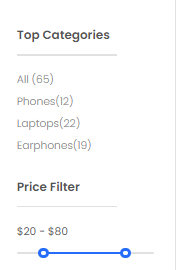 Top Categories
All (65)
Phones(12)
Laptops(22)
Earphones(19)
Price Filter
$20 - $80